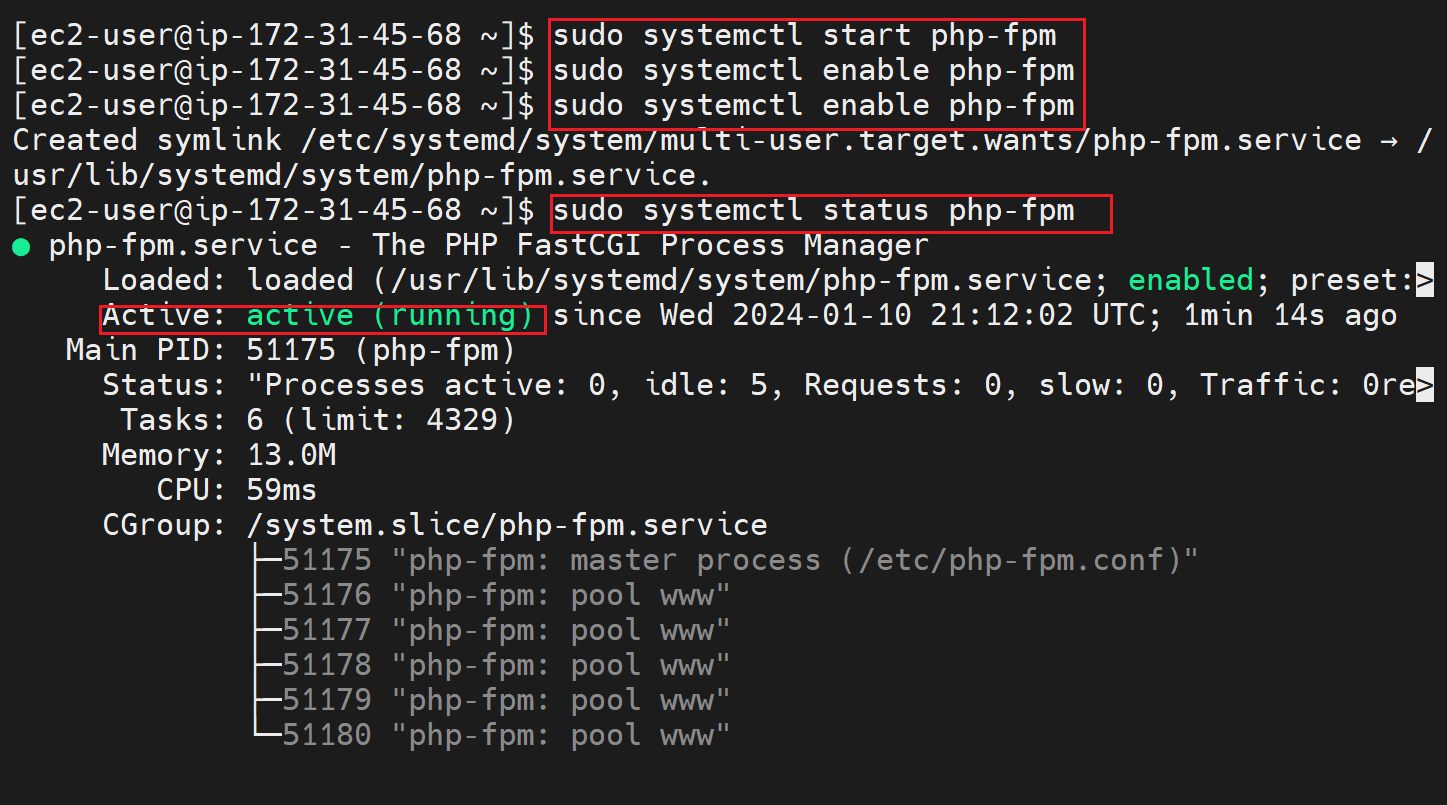 [ec2-user@ip-172-31-45-68 ~]$ sudo systemctl start php-fpm
[ec2-user@ip-172-31-45-68 ~]$ sudo systemctl enable php-fpm
[ec2-user@ip-172-31-45-68 ~]$ sudo systemctl enable php-fpm
Created symlink /etc/systemd/system/multi-user.target.wants/php-fpm.service → /
usr/lib/systemd/system/php-fpm.service.
[ec2-user@ip-172-31-45-68 ~]$ sudo systemctl status php-fpm
● php-fpm.service - The PHP FastCGI Process Manager
     Loaded: loaded (/usr/lib/systemd/system/php-fpm.service; enabled; preset:>
     Active: active (running) since Wed 2024-01-10 21:12:02 UTC; 1min 14s ago
   Main PID: 51175 (php-fpm)
     Status: "Processes active: 0, idle: 5, Requests: 0, slow: 0, Traffic: 0re>
      Tasks: 6 (limit: 4329)
     Memory: 13.0M
        CPU: 59ms
     CGroup: /system.slice/php-fpm.service
             ├─51175 "php-fpm: master process (/etc/php-fpm.conf)"
             ├─51176 "php-fpm: pool www"
             ├─51177 "php-fpm: pool www"
             ├─51178 "php-fpm: pool www"
             ├─51179 "php-fpm: pool www"
             └─51180 "php-fpm: pool www"